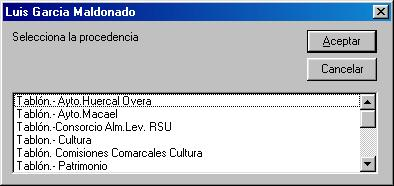 Luis Garcia Maldonado
Selecciona la procedencia
Aceptar
Cancelar
Tablón.- Ayto.Huercal Overa
Tablón.- Ayto.Macael
Tablón.-Consorcio Alm.Lev. RSU
Tablon.- Cultura
Tablón. Comisiones Comarcales Cultura
Tablón.- Patrimonio